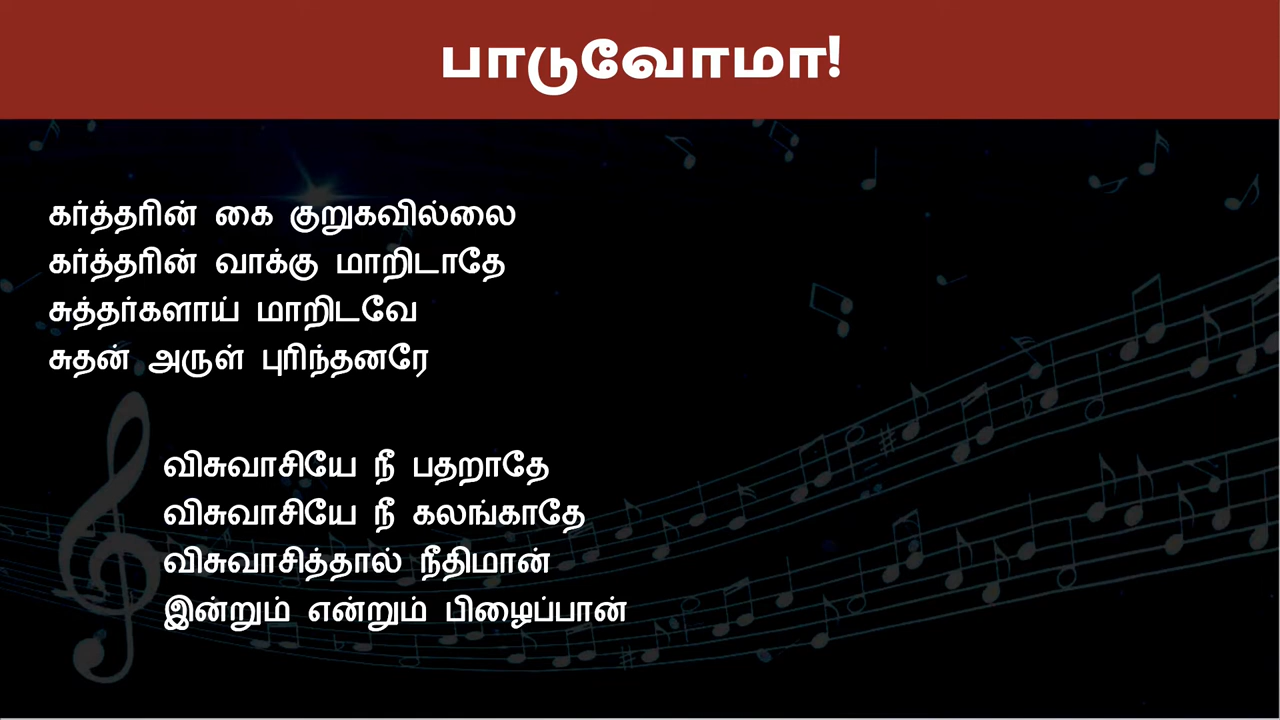 பாடுவோமா!
கர்த்தரின் கை குறுகவில்லை
கர்த்தரின் வாக்கு மாறிடாதே
சுத்தர்களாய் மாறிடவே
சுதன் அருள் புரிந்தனரே
விசுவாசியே நீ பதறாதே
விசுவாசியே நீ கலங்காதே
விசுவாசித்தால் நீதிமான்
இன்றும் என்றும் பிழைப்பான்